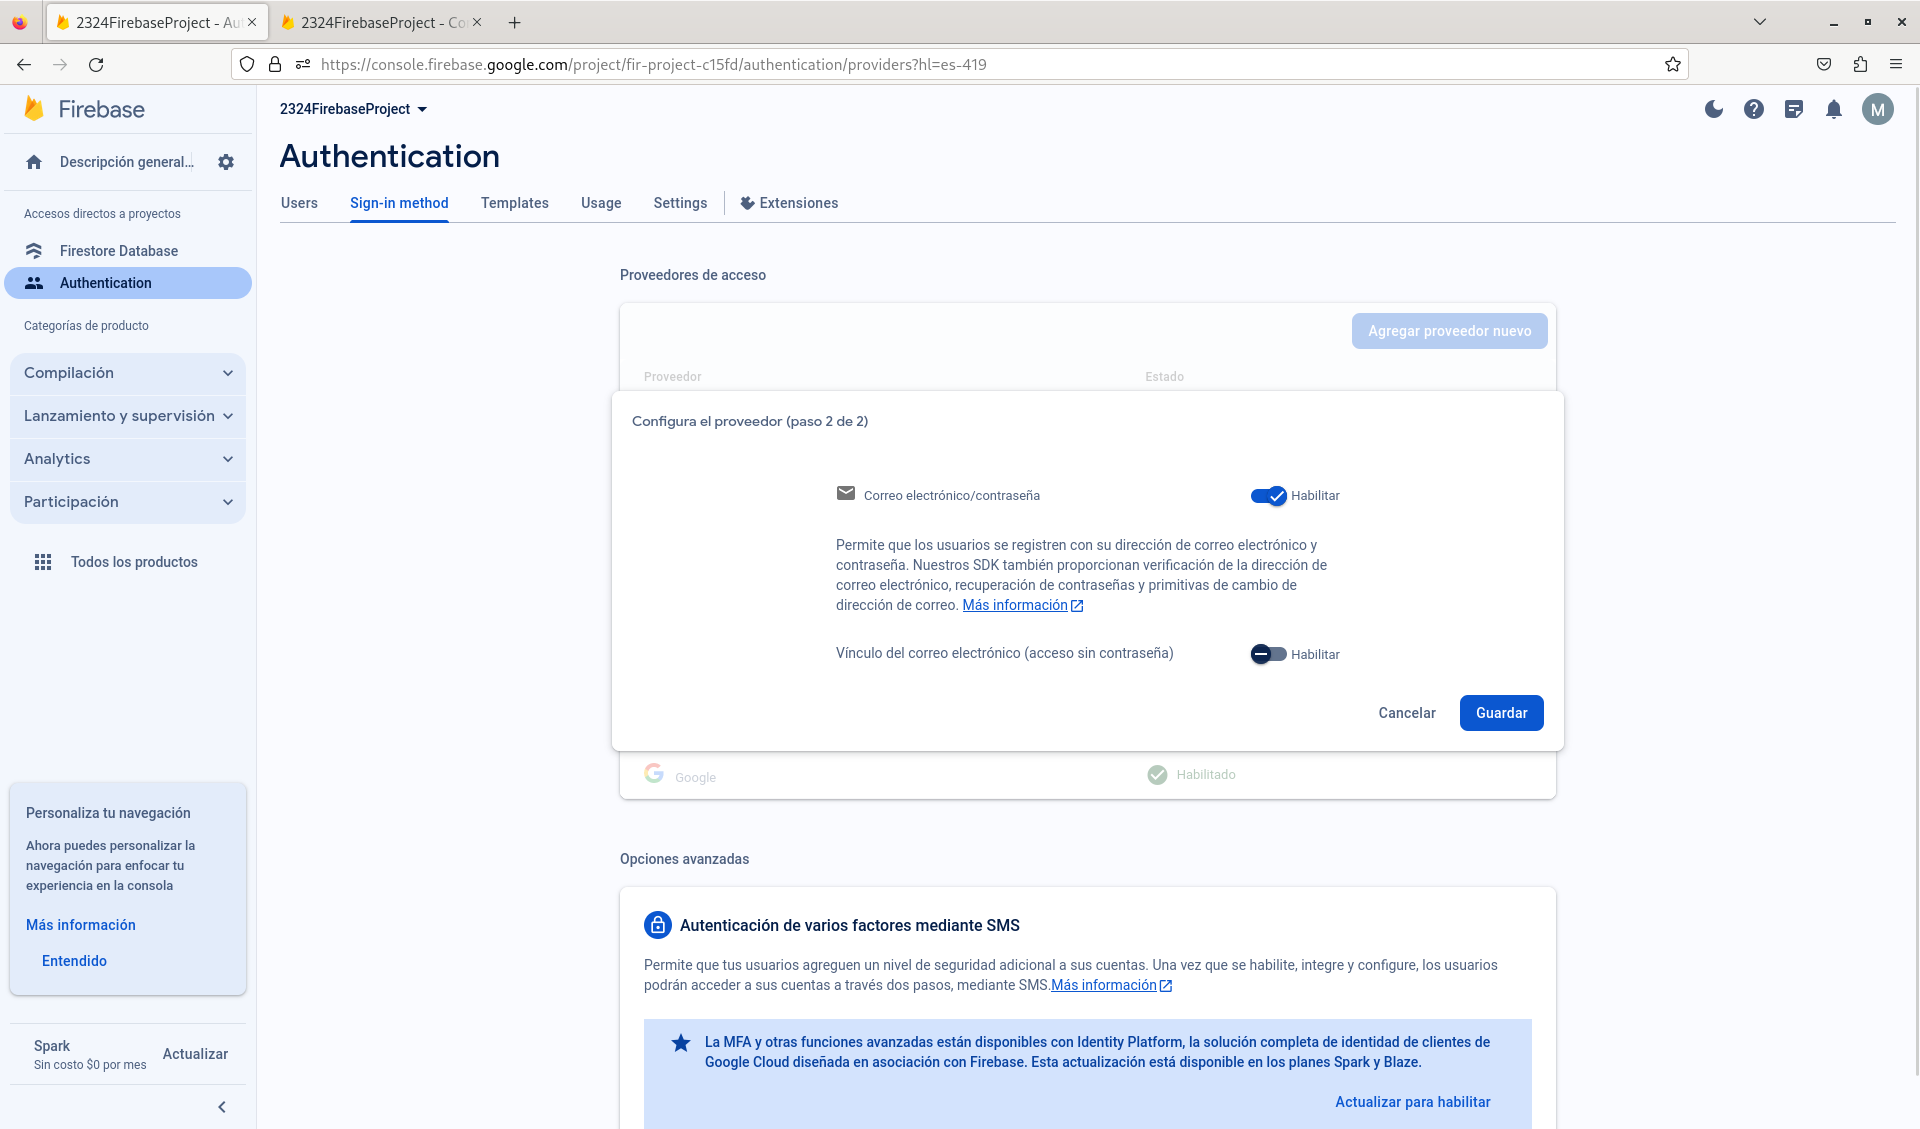 2324FirebaseProject - Au
2324FirebaseProject - Co
https://console.firebase.google.com/project/fir-project-c15fd/authentication/providers?hl=es-419
Firebase
2324FirebaseProject
M
Descripción general...
Authentication
Users
Sign-in method
Templates
Usage
Settings
Extensiones
Accesos directos a proyectos
Firestore Database
Authentication
Categorías de producto
Compilación
Lanzamiento y supervisión
Analytics
Participación
Todos los productos
Proveedores de acceso
Agregar proveedor nuevo
Proveedor
Estado
Configura el proveedor (paso 2 de 2)
Correo electrónico/contraseña
Habilitar
Permite que los usuarios se registren con su dirección de correo electrónico y
contraseña. Nuestros SDK también proporcionan verificación de la dirección de
correo electrónico, recuperación de contraseñas y primitivas de cambio de
dirección de correo. Más información
Vínculo del correo electrónico (acceso sin contraseña)
Habilitar
Cancelar
Guardar
Google
Habilitado
Personaliza tu navegación
Ahora puedes personalizar la
navegación para enfocar tu
experiencia en la consola
Más información
Entendido
Spark
Sin costo $0 por mes
Actualizar
Opciones avanzadas
Autenticación de varios factores mediante SMS
Permite que tus usuarios agreguen un nivel de seguridad adicional a sus cuentas. Una vez que se habilite, integre y configure, los usuarios
podrán acceder a sus cuentas a través dos pasos, mediante SMS.Más información
La MFA y otras funciones avanzadas están disponibles con Identity Platform, la solución completa de identidad de clientes de
Google Cloud diseñada en asociación con Firebase. Esta actualización está disponible en los planes Spark y Blaze.
Actualizar para habilitar